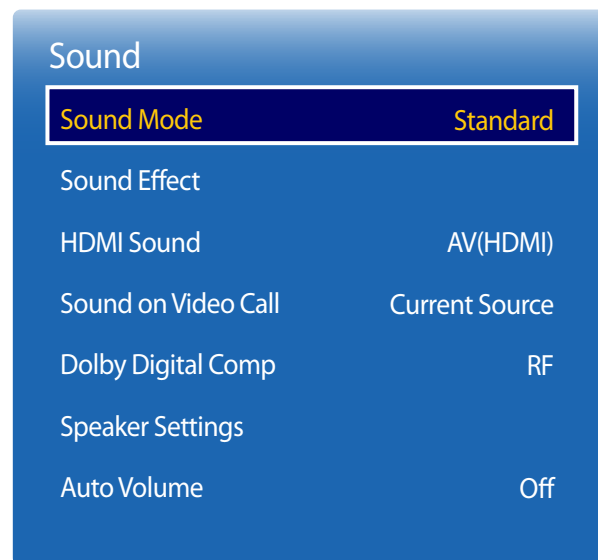 Sound
Sound Mode Standard
Sound Effect
HDMI Sound AV(HDMI)
Sound on Video Call Current Source
Dolby Digital Comp RF
Speaker Settings
Auto Volume Off